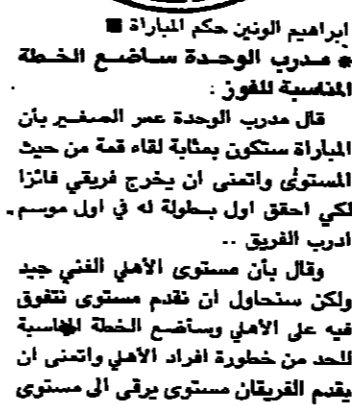 ابراهيم الونين حكم المباراة ■
* مدرب الوحدة ساضع الخطة
المناسبة للفوز :
قال مدرب الوحدة عمر الصغير بأن
المباراة ستكون بمثابة لقاء قمة من حيث
المستوى واتمنى ان يخرج فريقي فائزا
لكي احقق اول بطولة له في اول موسم
ادرب الفريق ..
وقال بأن مستوى الأهلي الفني جيد
ولكن سنحاول ان نقدم مستوى نتفوق
فيه على الأهلي وسأضع الخطة المناسبة
للحد من خطورة افراد الأهلي واتمنى ان
يقدم الفريقان مستوى يرقى الى مستوى